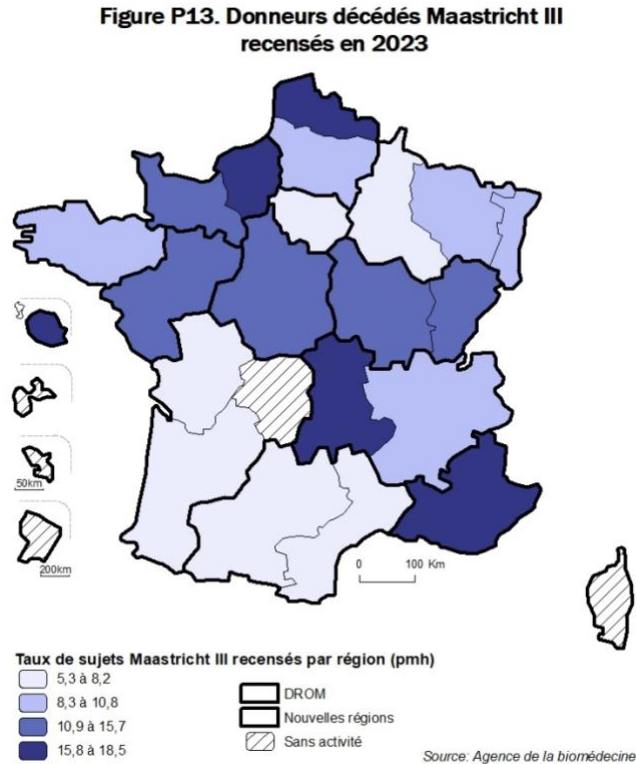 Figure P13. Donneurs décédés Maastricht III
recensés en 2023
50km
200km
0 100 Km
Taux de sujets Maastricht III recensés par région (pmh)
5,3 à 8,2
8,3 à 10,8
10,9 à 15,7
15,8 à 18,5
DROM
Nouvelles régions
Sans activité
Source: Agence de la biomédecine